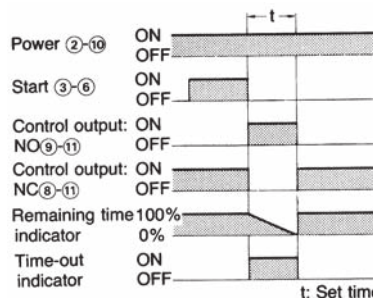 t
Power ②-⑩ ON
OFF
Start ③-⑥ ON
OFF
Control output: ON
NO⑨-⑪ OFF
Control output: ON
NC⑧-⑪ OFF
Remaining time 100%
indicator 0%
Time-out ON
indicator OFF
t: Set time